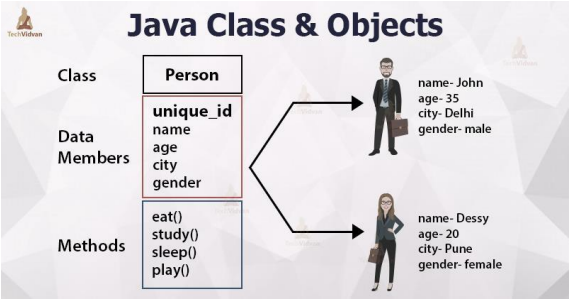 TechVidvan
Java Class & Objects
Class
Person
Data
Members
unique_id
name
age
city
gender
Methods
eat()
study()
sleep()
play()
name- John
age- 35
city- Delhi
gender- male
name- Dessy
age- 20
city- Pune
gender- female